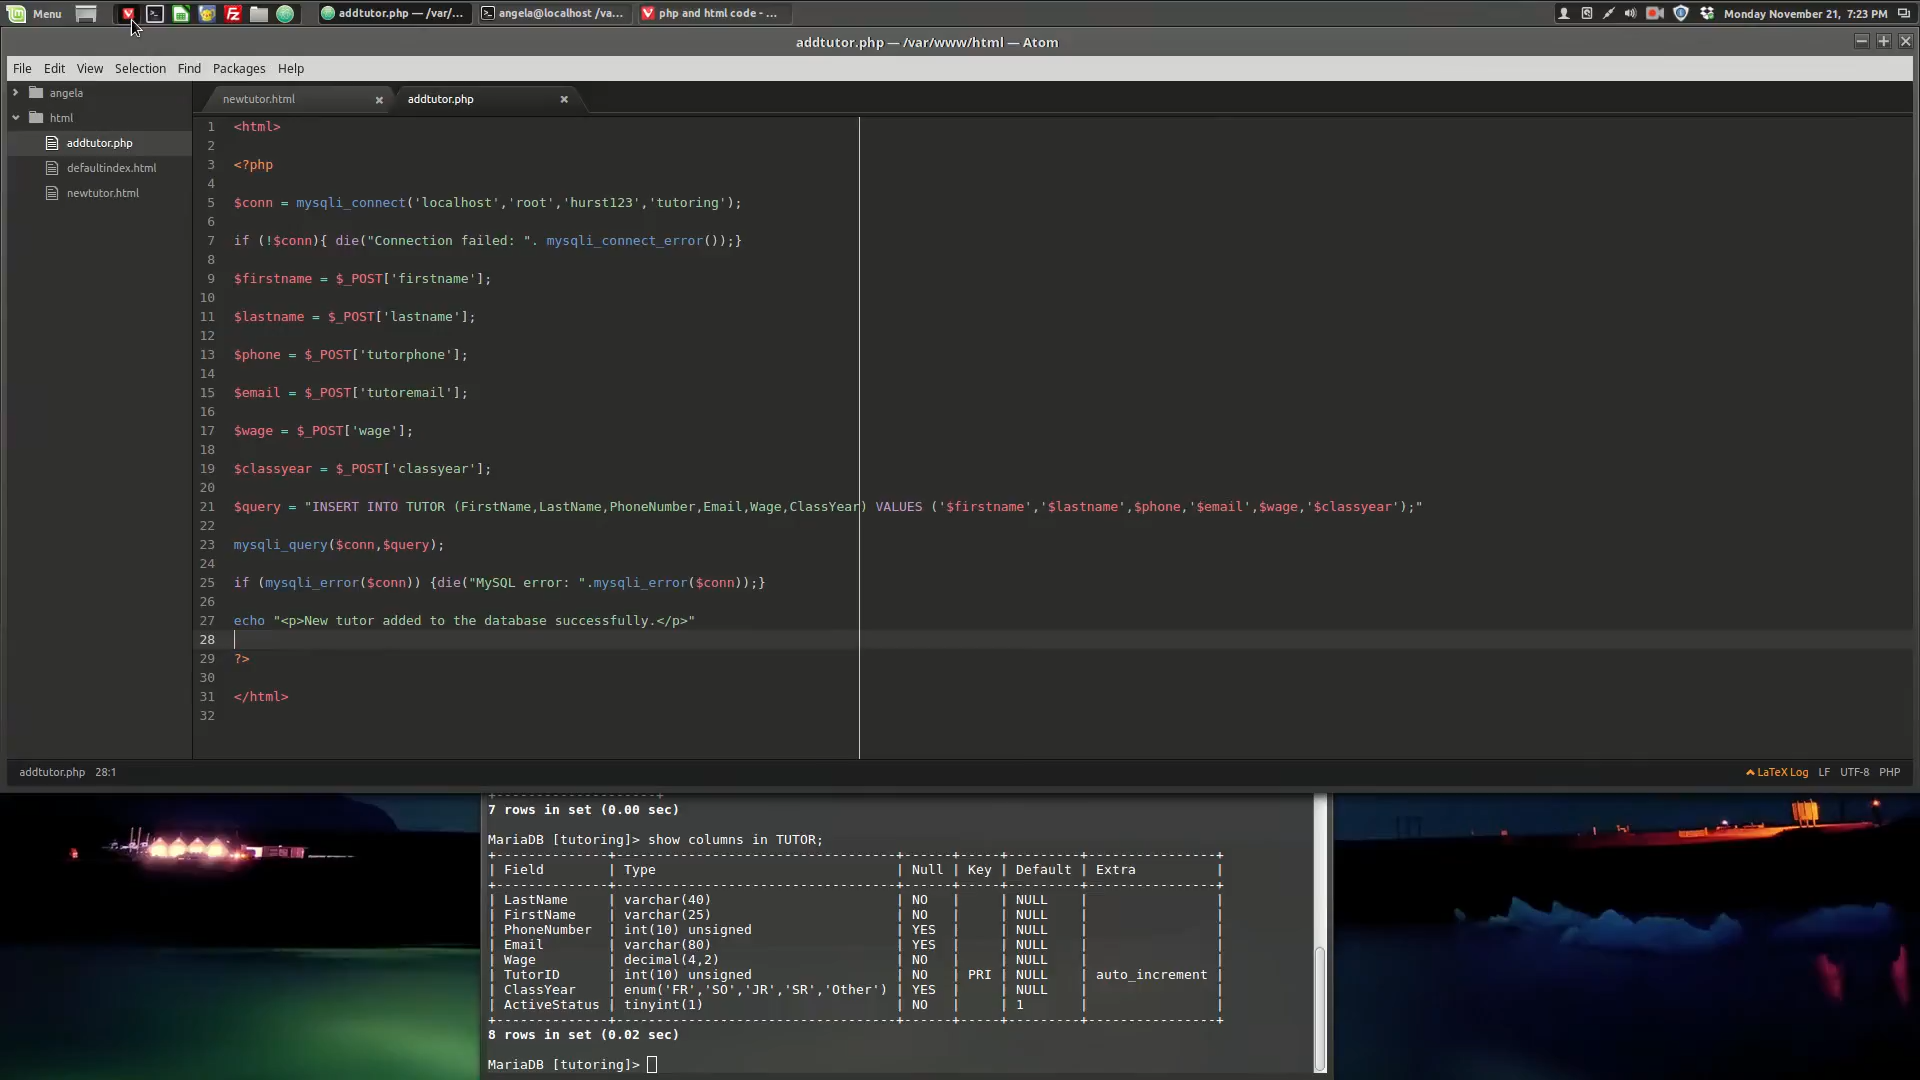 Menu
addtutor.php — /var/...
angela@localhost /va...
php and html code - ...
Monday November 21, 7:23 PM
addtutor.php — /var/www/html — Atom
File Edit View Selection Find Packages Help
angela
html
addtutor.php
defaultindex.html
newtutor.html
newtutor.html
addtutor.php
1 <html>
2
3 <?php
4
5 $conn = mysqli_connect('localhost','root','hurst123','tutoring');
6
7 if (!$conn){ die("Connection failed: ". mysqli_connect_error());}
8
9 $firstname = $_POST['firstname'];
10
11 $lastname = $_POST['lastname'];
12
13 $phone = $_POST['tutorphone'];
14
15 $email = $_POST['tutoremail'];
16
17 $wage = $_POST['wage'];
18
19 $classyear = $_POST['classyear'];
20
21 $query = "INSERT INTO TUTOR (FirstName,LastName,PhoneNumber,Email,Wage,ClassYear) VALUES ('$firstname','$lastname',$phone,'$email',$wage,'$classyear');"
22
23 mysqli_query($conn,$query);
24
25 if (mysqli_error($conn)) {die("MySQL error: ".mysqli_error($conn));}
26
27 echo "<p>New tutor added to the database successfully.</p>"
28
29 ?>
30
31 </html>
32
addtutor.php 28:1
LaTeX Log LF UTF-8 PHP
7 rows in set (0.00 sec)
MariaDB [tutoring]> show columns in TUTOR;
+-------------+----------------------------------+------+-----+---------+----------------+
| Field | Type | Null | Key | Default | Extra |
+-------------+----------------------------------+------+-----+---------+----------------+
| LastName | varchar(40) | NO | | NULL | |
| FirstName | varchar(25) | NO | | NULL | |
| PhoneNumber | int(10) unsigned | YES | | NULL | |
| Email | varchar(80) | YES | | NULL | |
| Wage | decimal(4,2) | NO | | NULL | |
| TutorID | int(10) unsigned | NO | PRI | NULL | auto_increment |
| ClassYear | enum('FR','SO','JR','SR','Other') | YES | | NULL | |
| ActiveStatus | tinyint(1) | NO | | 1 | |
+-------------+----------------------------------+------+-----+---------+----------------+
8 rows in set (0.02 sec)
MariaDB [tutoring]>